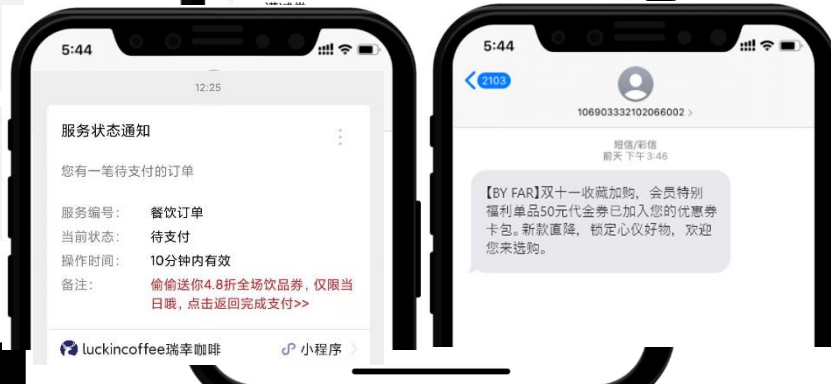 5:44
12:25
服务状态通知
您有一笔待支付的订单
服务编号: 餐饮订单
当前状态: 待支付
操作时间: 10分钟内有效
备注: 偷偷送你4.8折全场饮品券，仅限当
日哦，点击返回完成支付>>
luckincoffee瑞幸咖啡 小程序
5:44
2103
106903332102066002
短信/彩信
前天 下午 3:46
【BY FAR】双十一收藏加购，会员特别
福利单品50元代金券已加入您的优惠券
卡包。新款直降，锁定心仪好物，欢迎
您来选购。